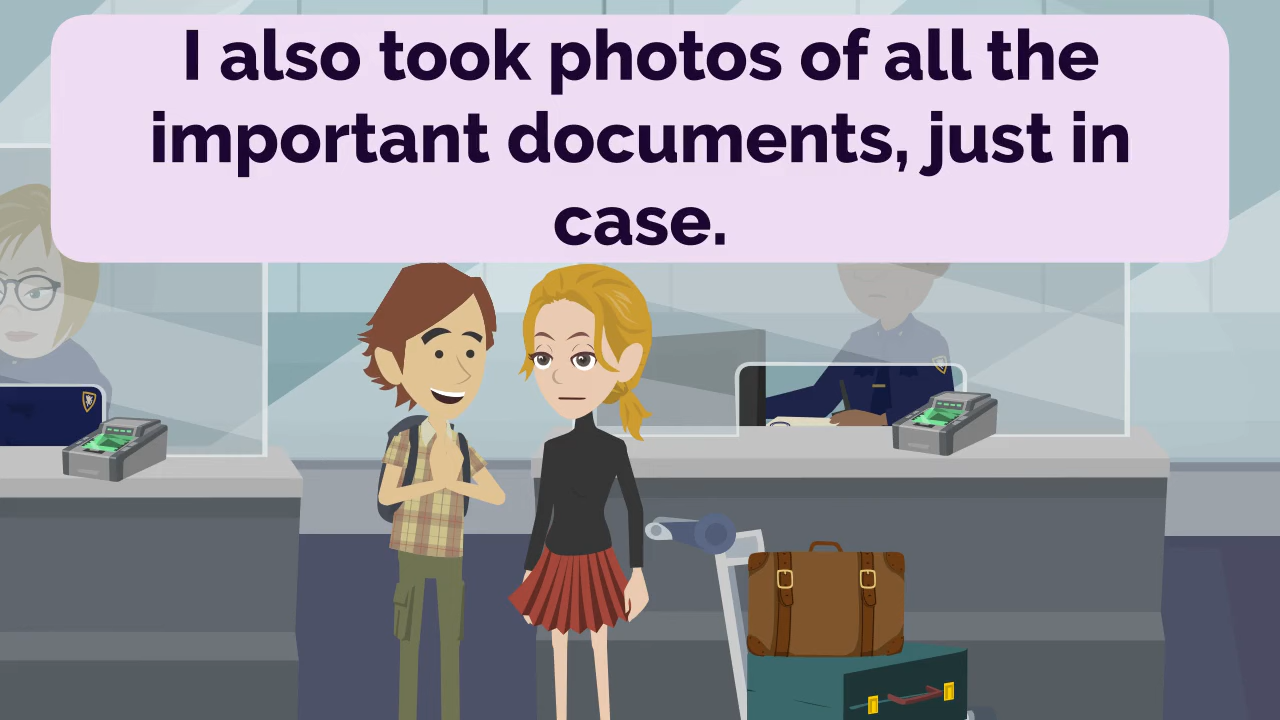 I also took photos of all the
important documents, just in
case.